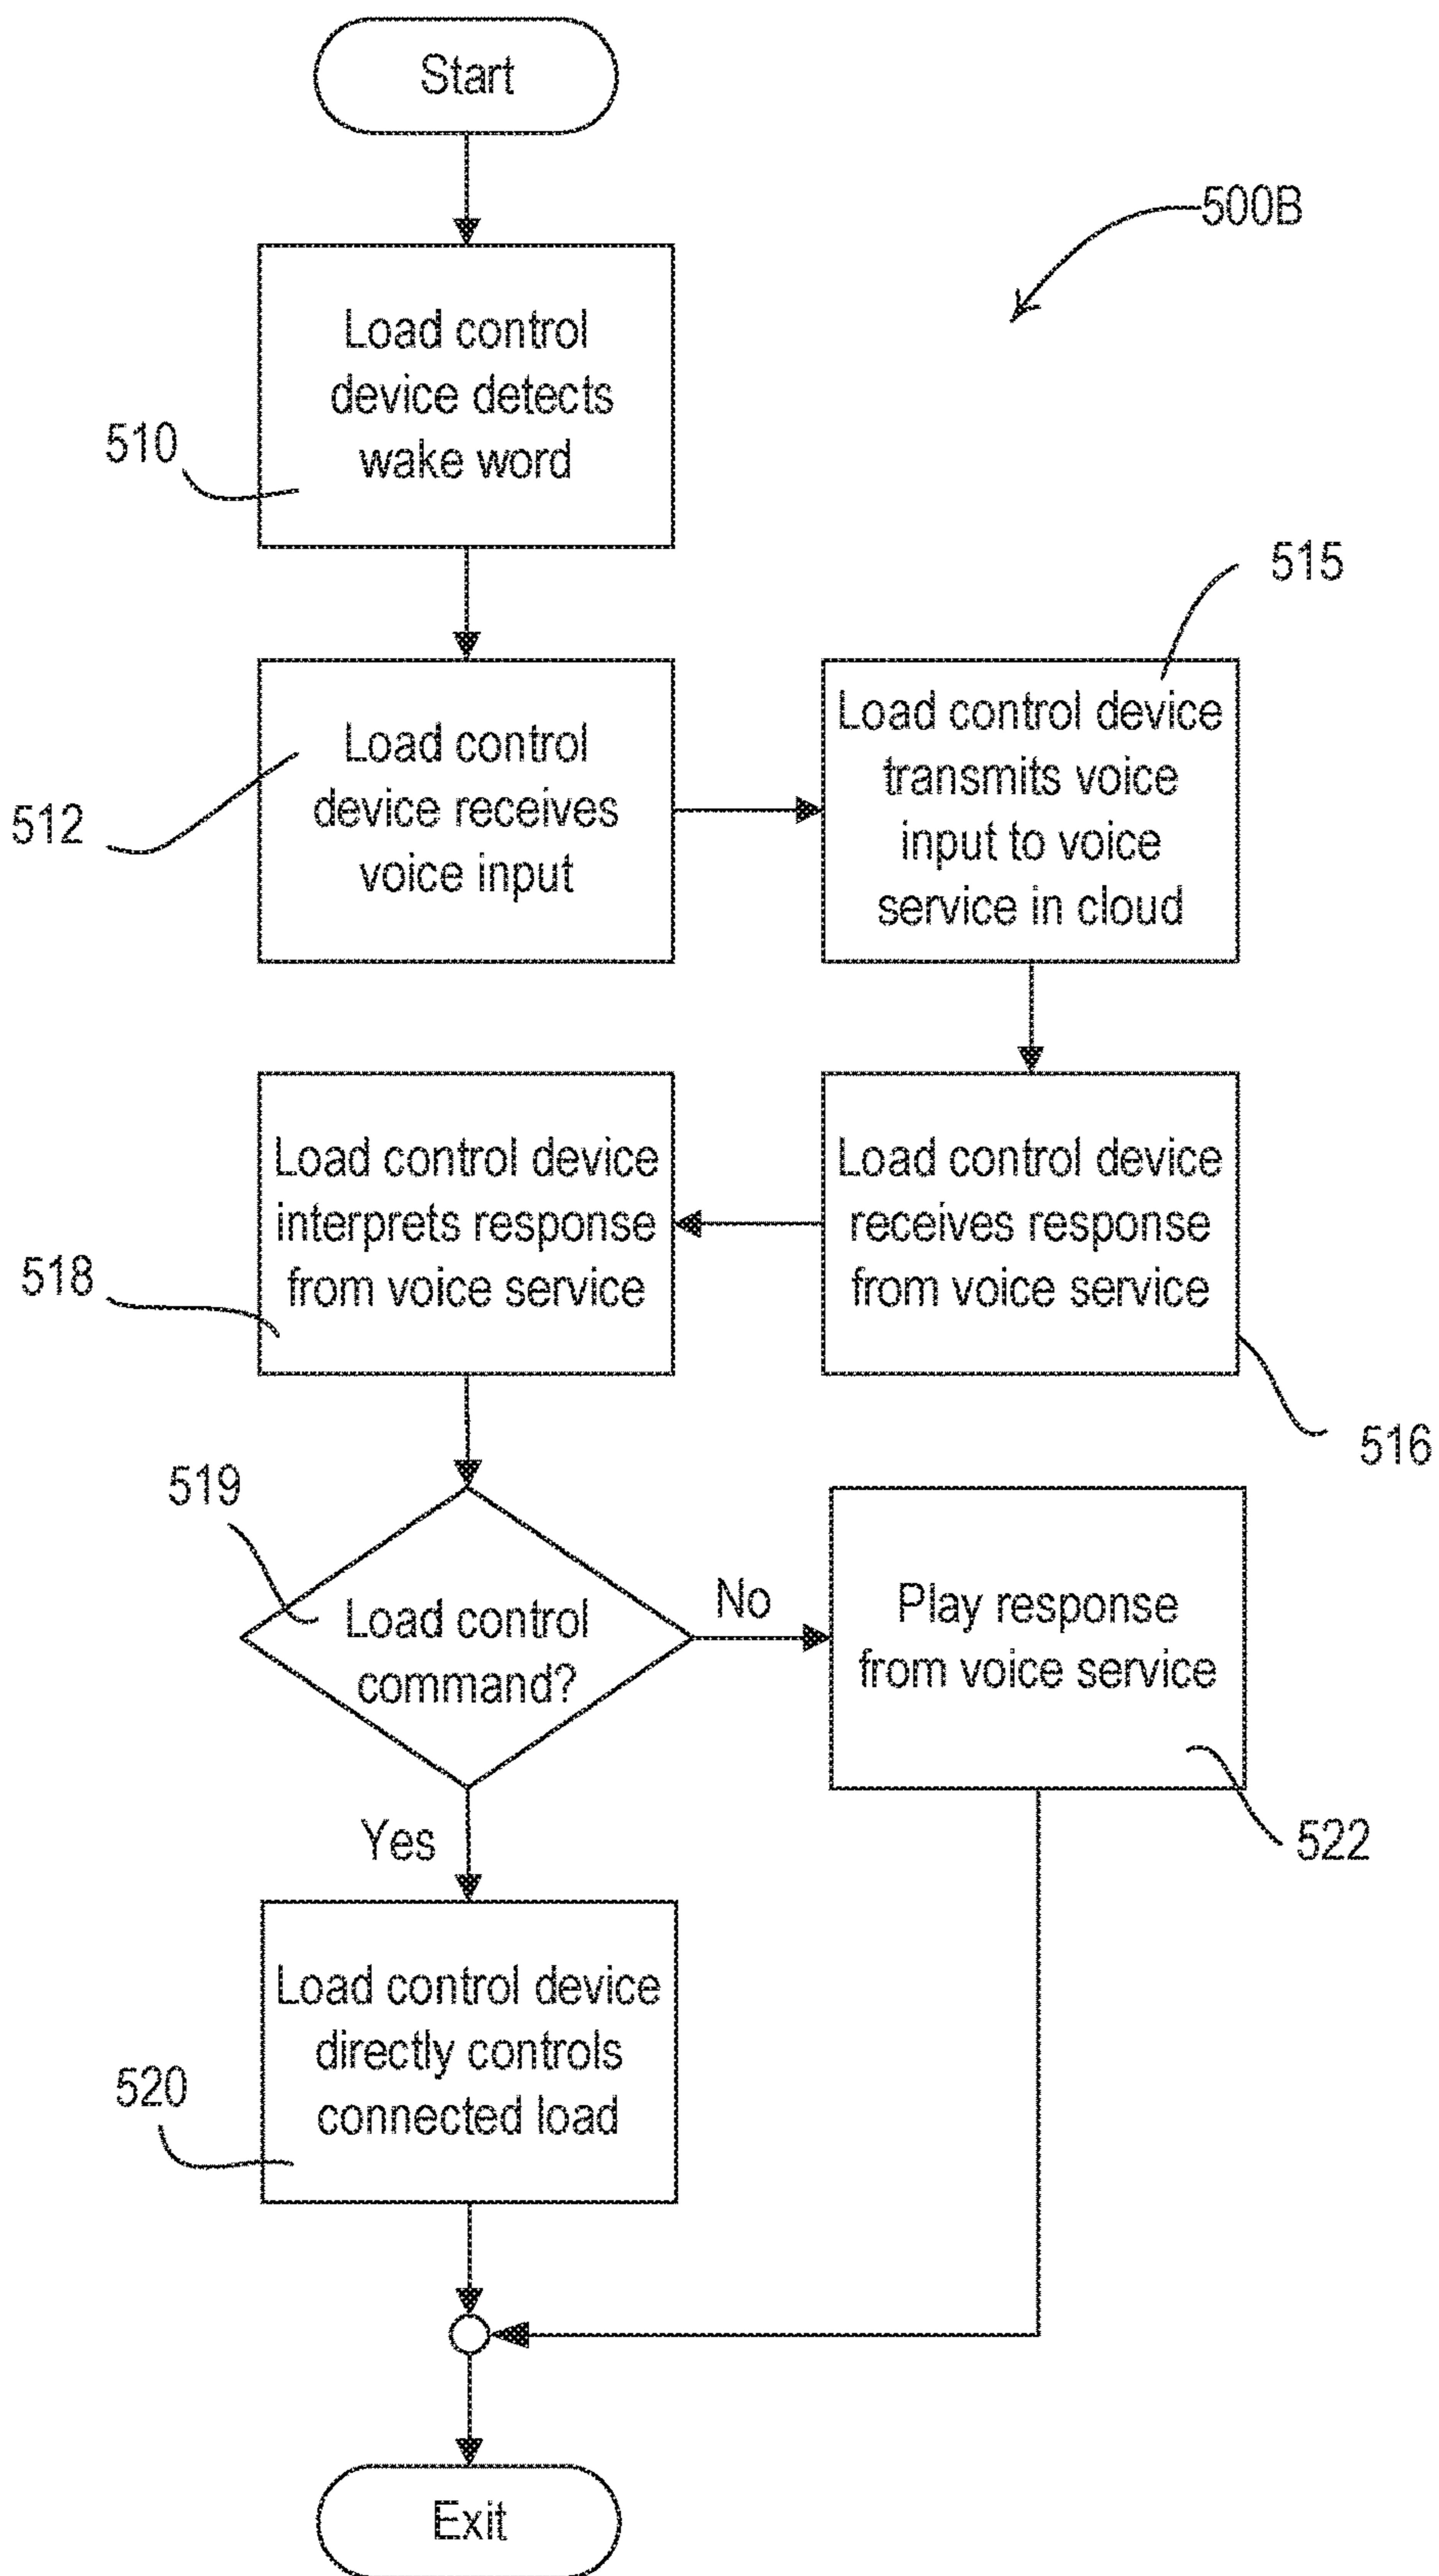 Start
500B
Load control
device detects
wake word
510
515
Load control
device receives
voice input
512
Load control device
transmits voice
input to voice
service in cloud
Load control device
interprets response
from voice service
518
Load control device
receives response
from voice service
516
519
Load control
command?
No
Play response
from voice service
522
Yes
Load control device
directly controls
connected load
520
Exit